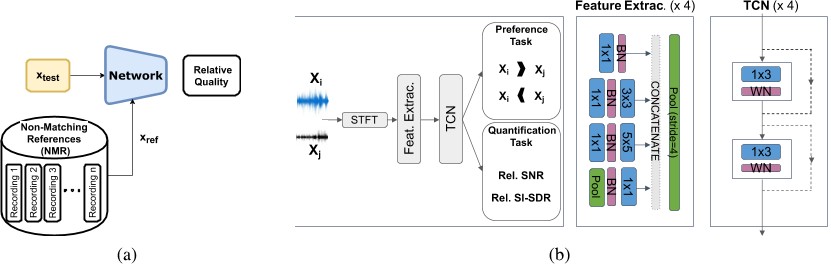 x_test
Network
Relative
Quality
Non-Matching
References
(NMR)
x_ref
Recording 1
Recording 2
Recording 3
Recording n
(a)
X_i
X_j
STFT
Feat. Extrac.
TCN
Preference
Task
X_i ❯ X_j
X_i ❮ X_j
Quantification
Task
Rel. SNR
Rel. SI-SDR
Feature Extrac. (x 4)
1x1
BN
1x1
BN
3x3
1x1
BN
5x5
Pool
BN
1x1
CONCATENATE
Pool (stride=4)
TCN (x 4)
1x3
WN
1x3
WN
(b)